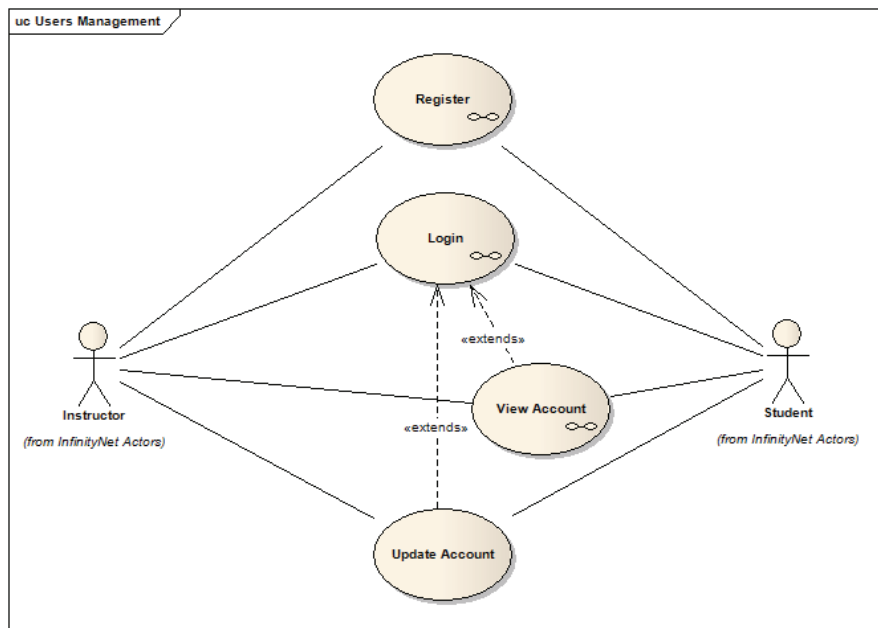 uc Users Management
Register
Login
«extends»
View Account
«extends»
Instructor
(from InfinityNet Actors)
Student
(from InfinityNet Actors)
Update Account